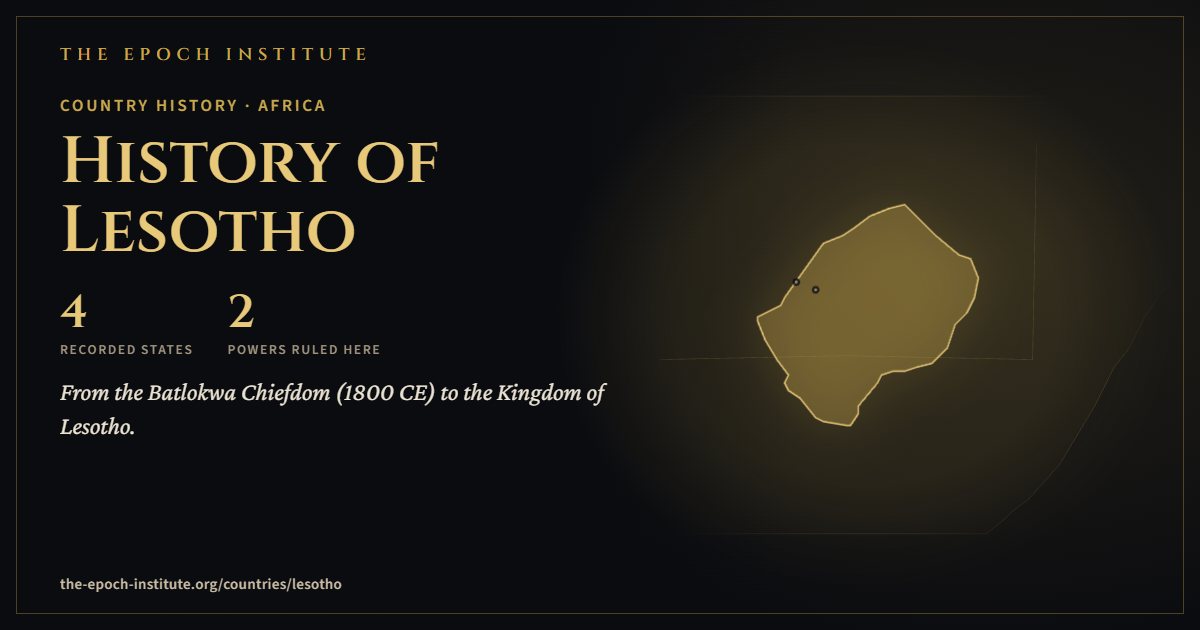 THE EPOCH INSTITUTE
COUNTRY HISTORY · AFRICA
History of
Lesotho
4 2
RECORDED STATES POWERS RULED HERE
From the Batlokwa Chiefdom (1800 CE) to the Kingdom of
Lesotho.
the-epoch-institute.org/countries/lesotho